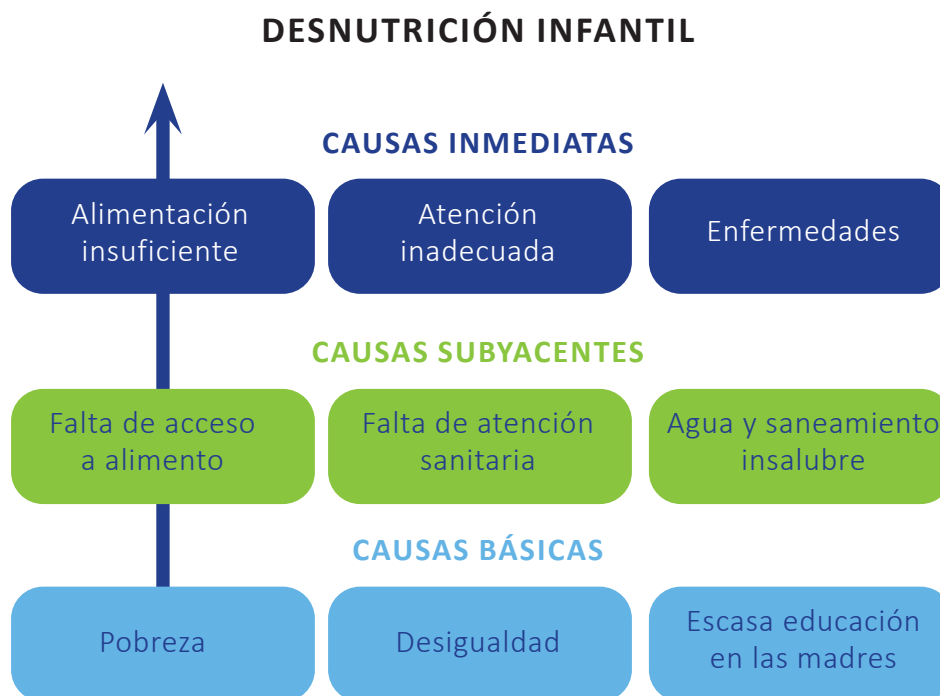 DESNUTRICIÓN INFANTIL
CAUSAS INMEDIATAS
Alimentación
insuficiente
Atención
inadecuada
Enfermedades
CAUSAS SUBYACENTES
Falta de acceso
a alimento
Falta de atención
sanitaria
Agua y saneamiento
insalubre
CAUSAS BÁSICAS
Pobreza
Desigualdad
Escasa educación
en las madres